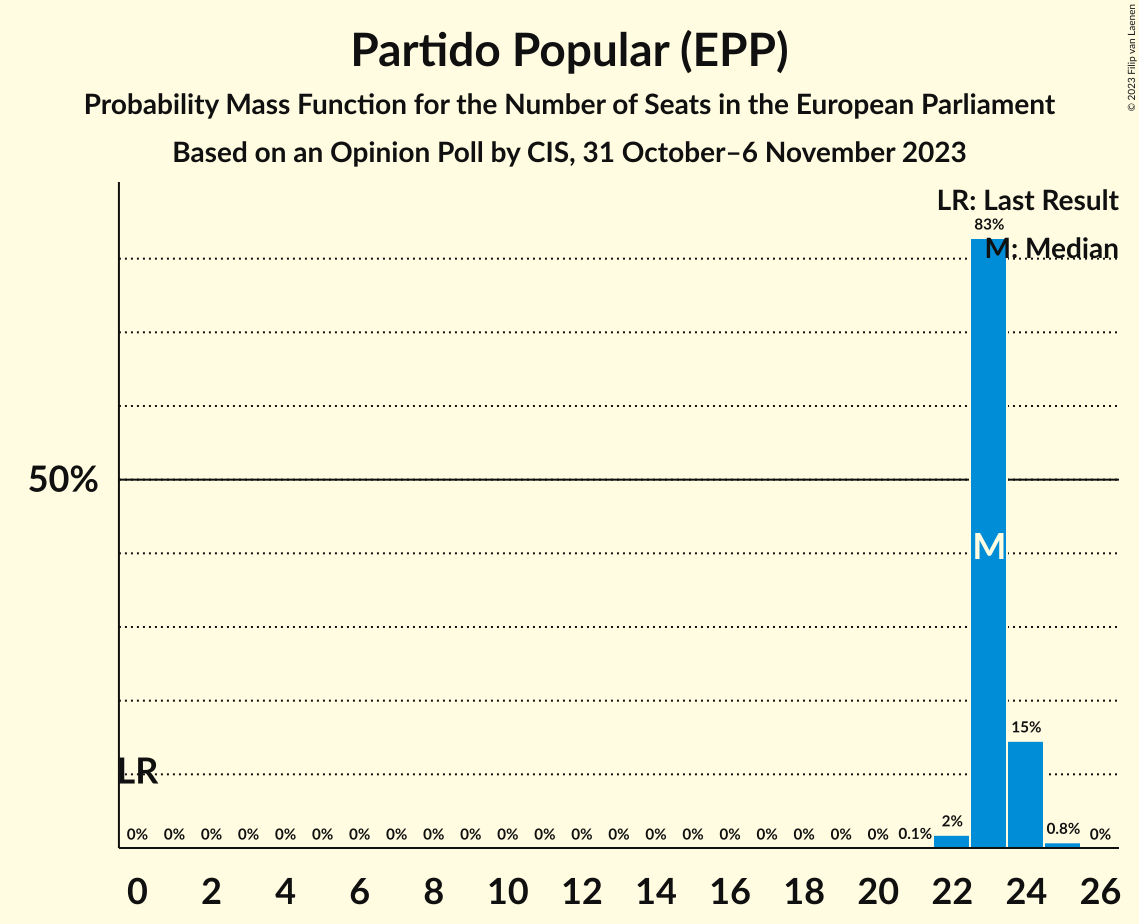 Partido Popular (EPP)
Probability Mass Function for the Number of Seats in the European Parliament
Based on an Opinion Poll by CIS, 31 October–6 November 2023
© 2023 Filip van Laenen
LR: Last Result
83%
M: Median
50%
M
15%
LR
0% 0% 0% 0% 0% 0% 0% 0% 0% 0% 0% 0% 0% 0% 0% 0% 0% 0% 0% 0% 0% 0.1% 2% 0.8% 0%
0 2 4 6 8 10 12 14 16 18 20 22 24 26